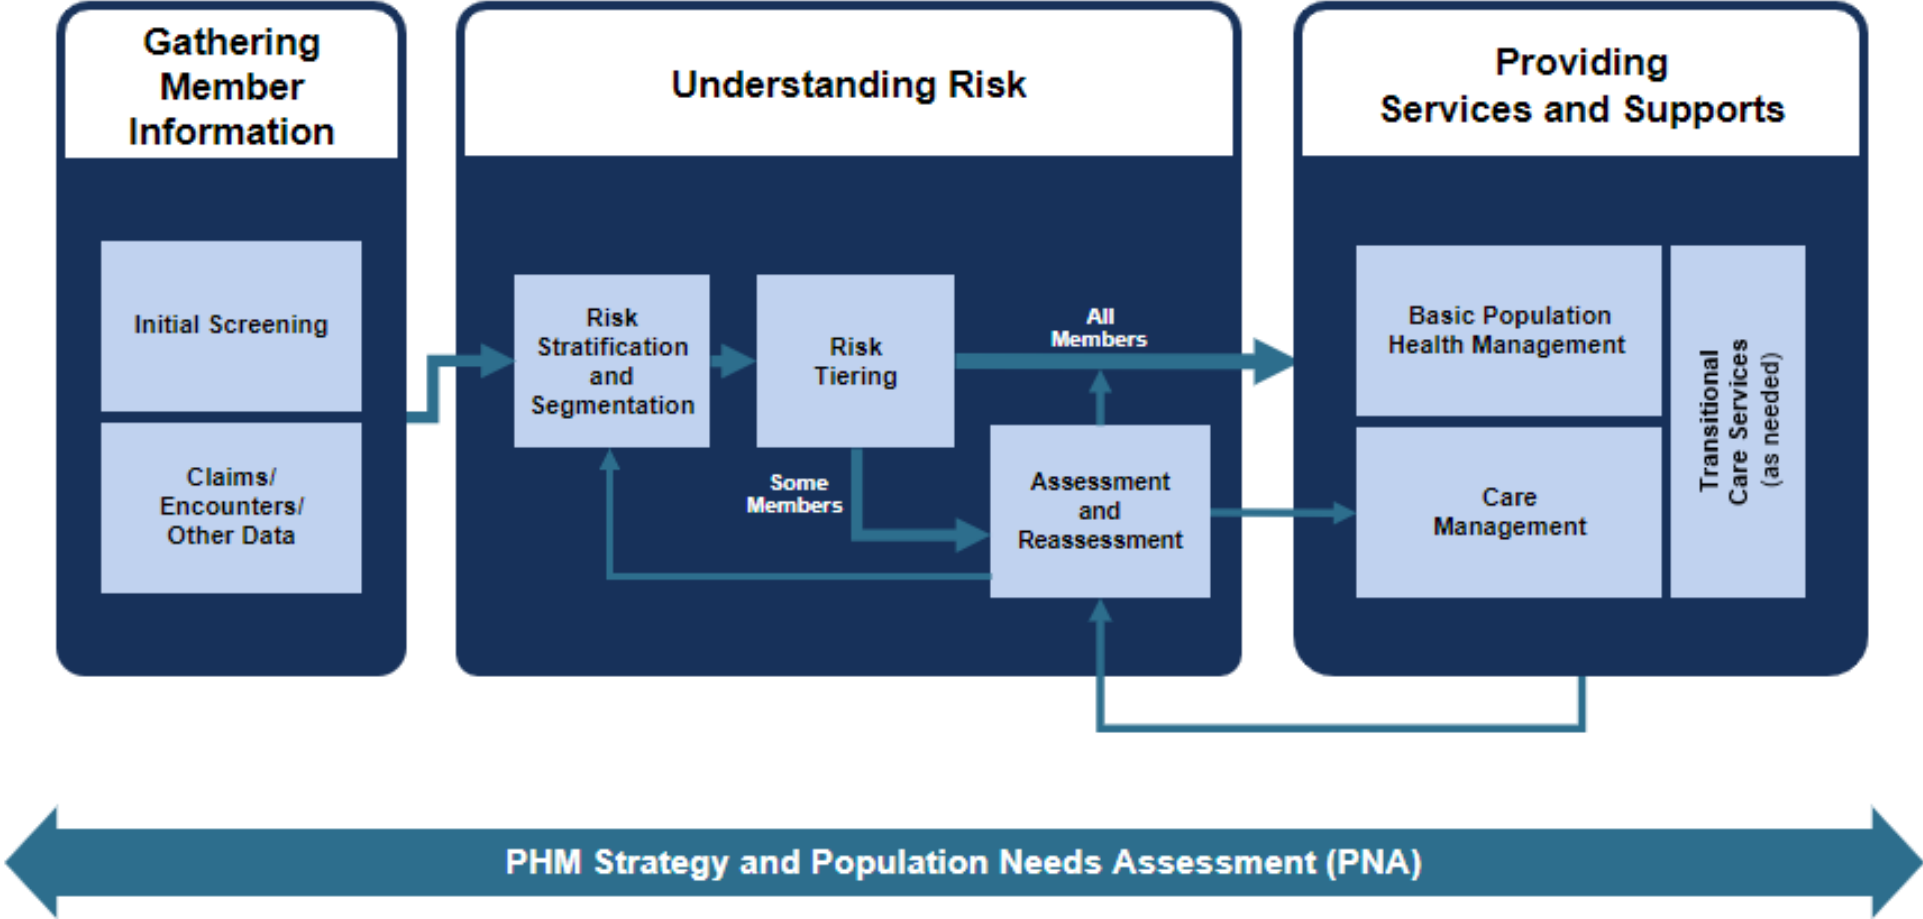 Gathering
Member
Information
Initial Screening
Claims/
Encounters/
Other Data
Understanding Risk
Risk
Stratification
and
Segmentation
Risk
Tiering
All
Members
Some
Members
Assessment
and
Reassessment
Providing
Services and Supports
Basic Population
Health Management
Care
Management
Transitional
Care Services
(as needed)
PHM Strategy and Population Needs Assessment (PNA)